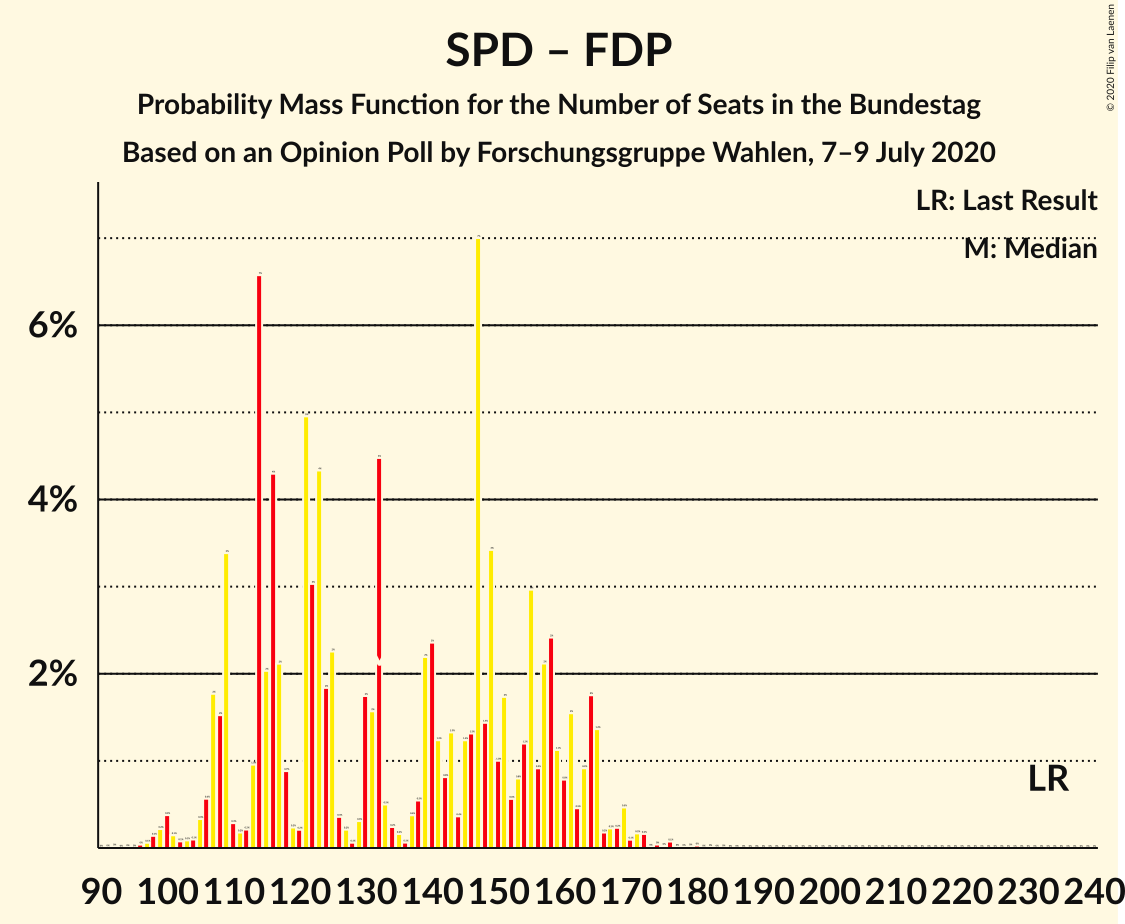 SPD – FDP
Probability Mass Function for the Number of Seats in the Bundestag
Based on an Opinion Poll by Forschungsgruppe Wahlen, 7–9 July 2020
© 2020 Filip van Laenen
LR: Last Result
M: Median
6%
4%
2%
LR
90 100 110 120 130 140 150 160 170 180 190 200 210 220 230 240